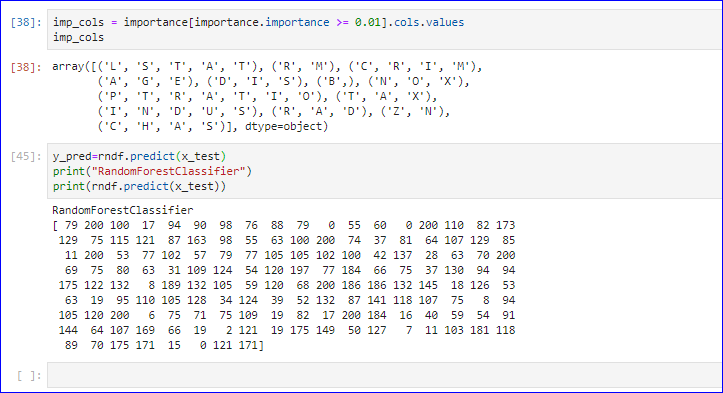 [38]: imp_cols = importance[importance.importance >= 0.01].cols.values
imp_cols
[38]: array([('L', 'S', 'T', 'A', 'T'), ('R', 'M'), ('C', 'R', 'I', 'M'),
('A', 'G', 'E'), ('D', 'I', 'S'), ('B',), ('N', 'O', 'X'),
('P', 'T', 'R', 'A', 'T', 'I', 'O'), ('T', 'A', 'X'),
('I', 'N', 'D', 'U', 'S'), ('R', 'A', 'D'), ('Z', 'N'),
('C', 'H', 'A', 'S')], dtype=object)
[45]: y_pred=rndf.predict(x_test)
print("RandomForestClassifier")
print(rndf.predict(x_test))
RandomForestClassifier
[ 79 200 100 17 94 90 98 76 88 79 0 55 60 0 200 110 82 173
129 75 115 121 87 163 98 55 63 100 200 74 37 81 64 107 129 85
11 200 53 77 102 57 79 77 105 105 102 100 42 137 28 63 70 200
69 75 80 63 31 109 124 54 120 197 77 184 66 75 37 130 94 94
175 122 132 8 189 132 105 59 120 68 200 186 186 132 145 18 126 53
63 19 95 110 105 128 34 124 39 52 132 87 141 118 107 75 8 94
105 120 200 6 75 71 75 109 19 82 17 200 184 16 40 59 54 91
144 64 107 169 66 19 2 121 19 175 149 50 127 7 11 103 181 118
89 70 175 171 15 0 121 171]
[ ]: